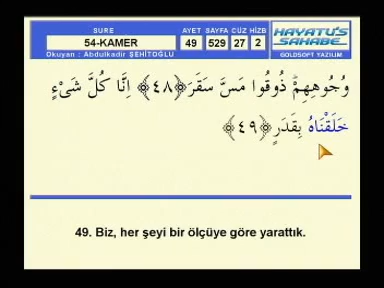 SURE AYET SAYFA CÜZ HİZB
54-KAMER 49 529 27 2
Okuyan : Abdulkadir ŞEHİTOĞLU
HAYATU'S
SAHABE
GOLDSOFT YAZILIM
وُجُوهِهِمْ ذُوقُوا مَسَّ سَقَرَ ﴿٤٨﴾ اِنَّا كُلَّ شَىْءٍ
خَلَقْنَاهُ بِقَدَرٍ ﴿٤٩﴾
49. Biz, her şeyi bir ölçüye göre yarattık.